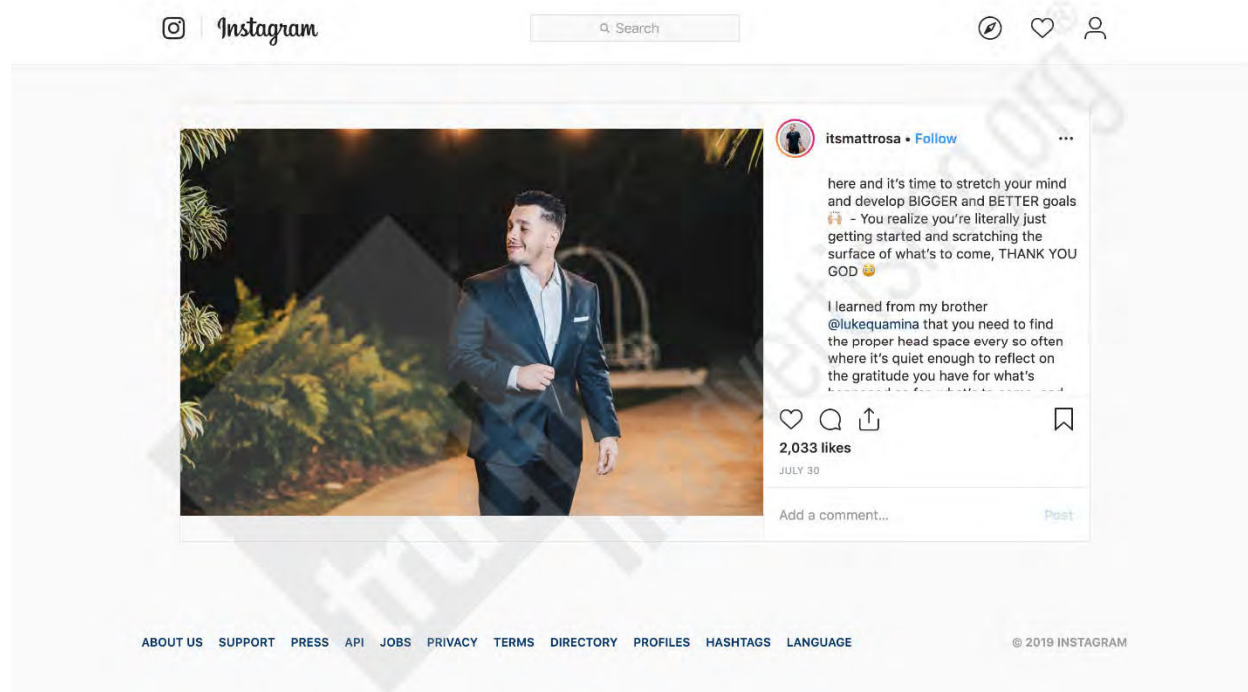 Instagram
Search
itsmattrosa • Follow
here and it's time to stretch your mind
and develop BIGGER and BETTER goals
🙌🏼 - You realize you're literally just
getting started and scratching the
surface of what's to come, THANK YOU
GOD 😳
I learned from my brother
@lukequamina that you need to find
the proper head space every so often
where it's quiet enough to reflect on
the gratitude you have for what's
2,033 likes
JULY 30
Add a comment...
Post
ABOUT US SUPPORT PRESS API JOBS PRIVACY TERMS DIRECTORY PROFILES HASHTAGS LANGUAGE
© 2019 INSTAGRAM
truth
inadvertising.org®